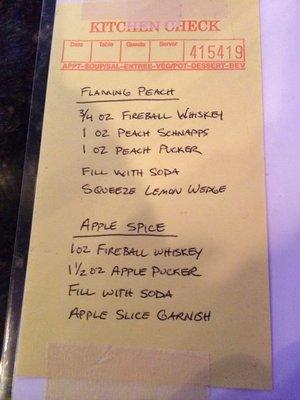 KITCHEN CHECK
Date Table Guests Server 415419
APPT-SOUP/SAL-ENTREE-VEG/POT-DESSERT-BEV
FLAMING PEACH
3/4 OZ FIREBALL WHISKEY
1 OZ PEACH SCHNAPPS
1 OZ PEACH PUCKER
FILL WITH SODA
SQUEEZE LEMON WEDGE
APPLE SPICE
1OZ FIREBALL WHISKEY
1 1/2 OZ APPLE PUCKER
FILL WITH SODA
APPLE SLICE GARNISH